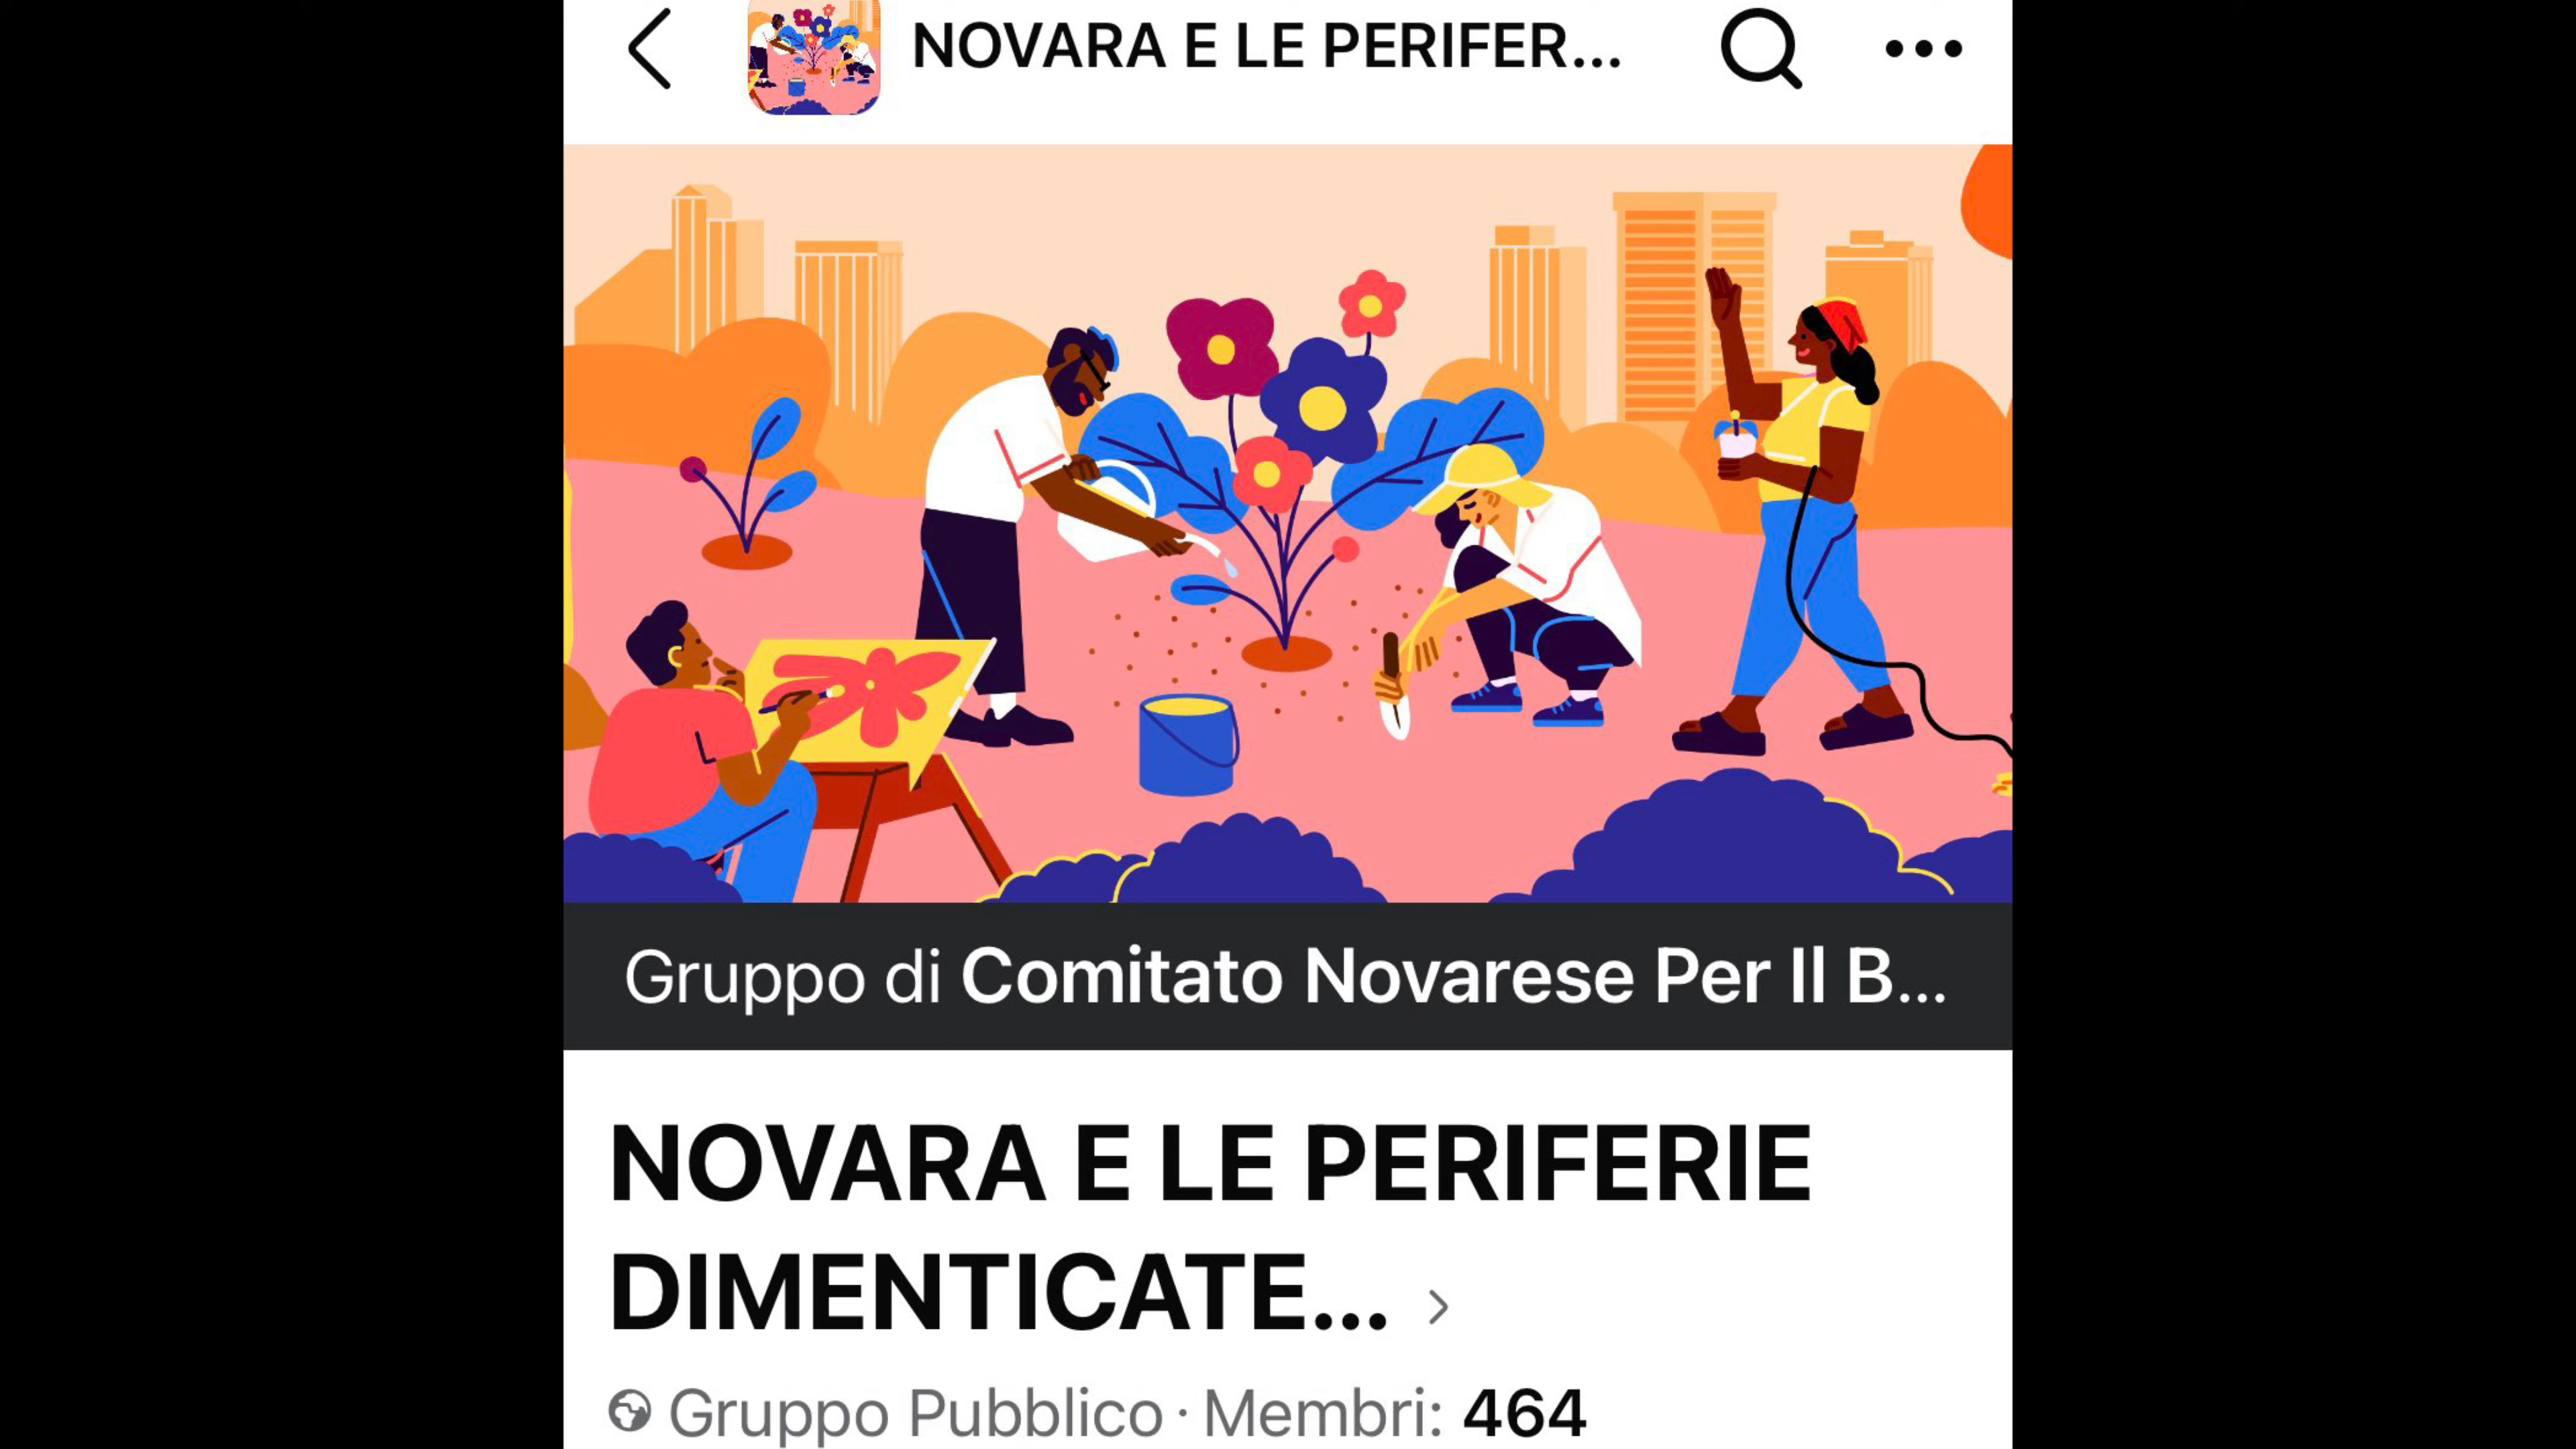 NOVARA E LE PERIFER...
Gruppo di Comitato Novarese Per Il B...
NOVARA E LE PERIFERIE
DIMENTICATE...
Gruppo Pubblico · Membri: 464